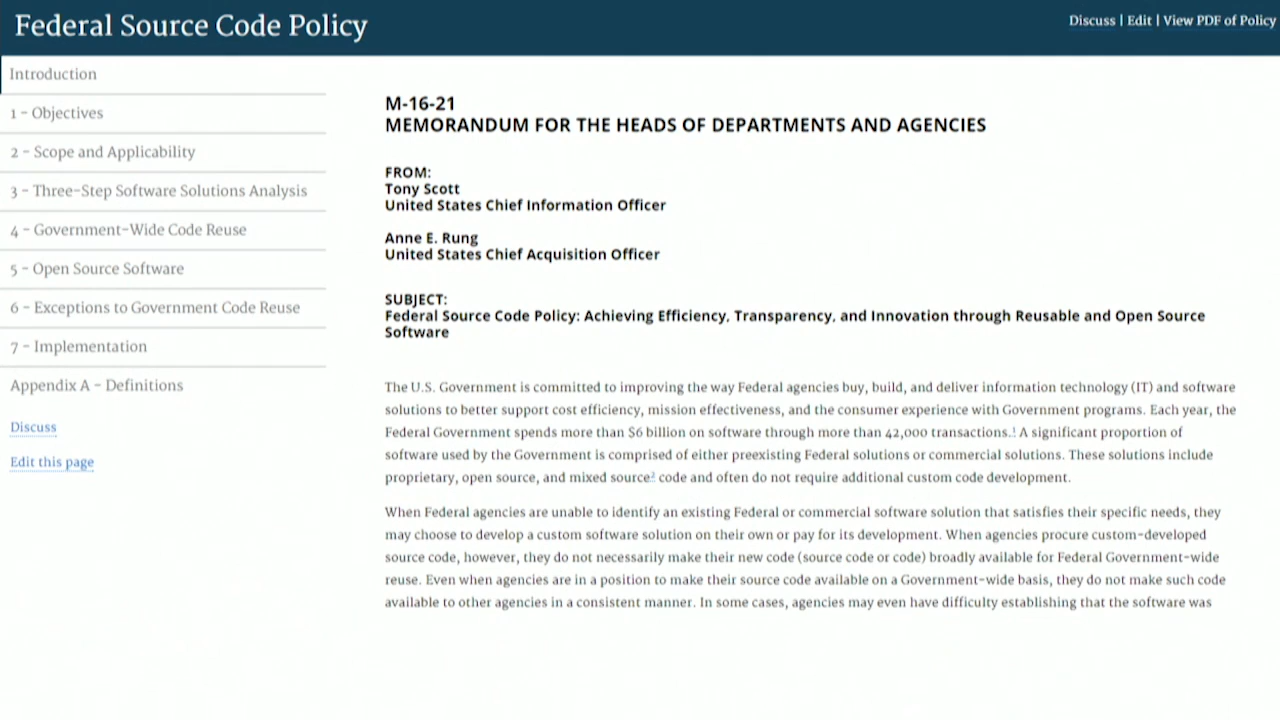 Federal Source Code Policy
Discuss | Edit | View PDF of Policy
Introduction
1 – Objectives
2 – Scope and Applicability
3 – Three-Step Software Solutions Analysis
4 – Government-Wide Code Reuse
5 – Open Source Software
6 – Exceptions to Government Code Reuse
7 – Implementation
Appendix A – Definitions
Discuss
Edit this page
M-16-21
MEMORANDUM FOR THE HEADS OF DEPARTMENTS AND AGENCIES
FROM:
Tony Scott
United States Chief Information Officer
Anne E. Rung
United States Chief Acquisition Officer
SUBJECT:
Federal Source Code Policy: Achieving Efficiency, Transparency, and Innovation through Reusable and Open Source
Software
The U.S. Government is committed to improving the way Federal agencies buy, build, and deliver information technology (IT) and software
solutions to better support cost efficiency, mission effectiveness, and the consumer experience with Government programs. Each year, the
Federal Government spends more than $6 billion on software through more than 42,000 transactions.¹ A significant proportion of
software used by the Government is comprised of either preexisting Federal solutions or commercial solutions. These solutions include
proprietary, open source, and mixed source² code and often do not require additional custom code development.
When Federal agencies are unable to identify an existing Federal or commercial software solution that satisfies their specific needs, they
may choose to develop a custom software solution on their own or pay for its development. When agencies procure custom-developed
source code, however, they do not necessarily make their new code (source code or code) broadly available for Federal Government-wide
reuse. Even when agencies are in a position to make their source code available on a Government-wide basis, they do not make such code
available to other agencies in a consistent manner. In some cases, agencies may even have difficulty establishing that the software was